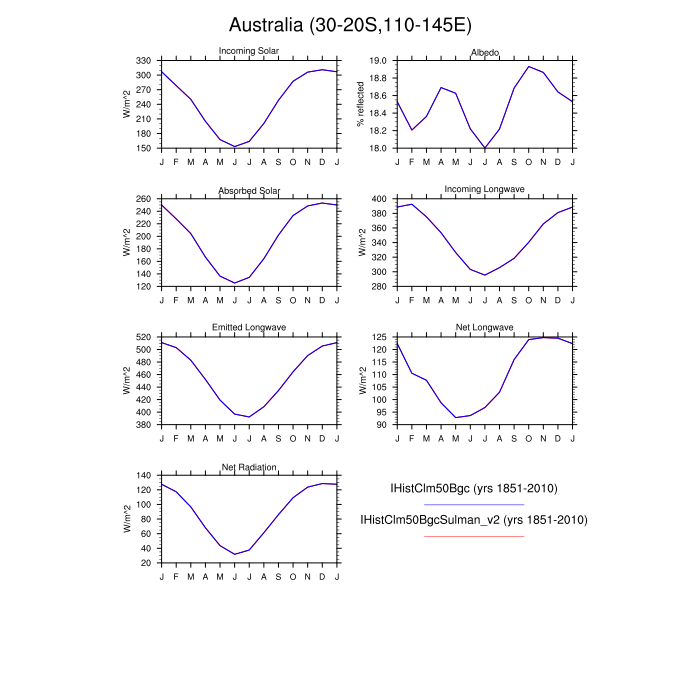 Australia (30-20S,110-145E)
Incoming Solar
330
300
270
240
210
180
150
W/m^2
J F M A M J J A S O N D J
Albedo
19.0
18.8
18.6
18.4
18.2
18.0
% reflected
J F M A M J J A S O N D J
Absorbed Solar
260
240
220
200
180
160
140
120
W/m^2
J F M A M J J A S O N D J
Incoming Longwave
400
380
360
340
320
300
280
W/m^2
J F M A M J J A S O N D J
Emitted Longwave
520
500
480
460
440
420
400
380
W/m^2
J F M A M J J A S O N D J
Net Longwave
125
120
115
110
105
100
95
90
W/m^2
J F M A M J J A S O N D J
Net Radiation
140
120
100
80
60
40
20
W/m^2
J F M A M J J A S O N D J
IHistClm50Bgc (yrs 1851-2010)
IHistClm50BgcSulman_v2 (yrs 1851-2010)